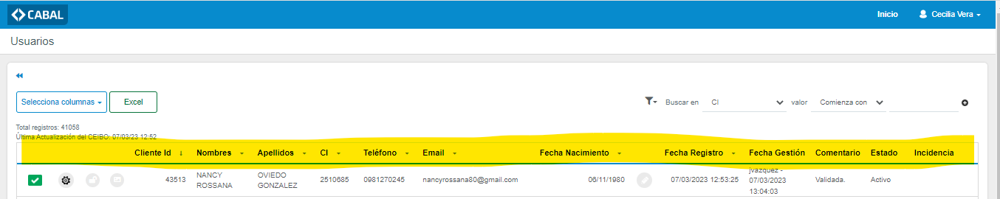 CABAL
Inicio
Cecilia Vera
Usuarios
Selecciona columnas
Excel
Buscar en
CI
valor
Comienza con
Total registros: 41058
Última Actualización del CEIBO: 07/03/23 12:52
Cliente Id ↓ Nombres Apellidos CI Teléfono Email Fecha Nacimiento Fecha Registro Fecha Gestión Comentario Estado Incidencia
43513
NANCY
ROSSANA
OVIEDO
GONZALEZ
2510685
0981270245
nancyrossana80@gmail.com
06/11/1980
07/03/2023 12:53:25
jvazquez -
07/03/2023
13:04:03
Validada.
Activo